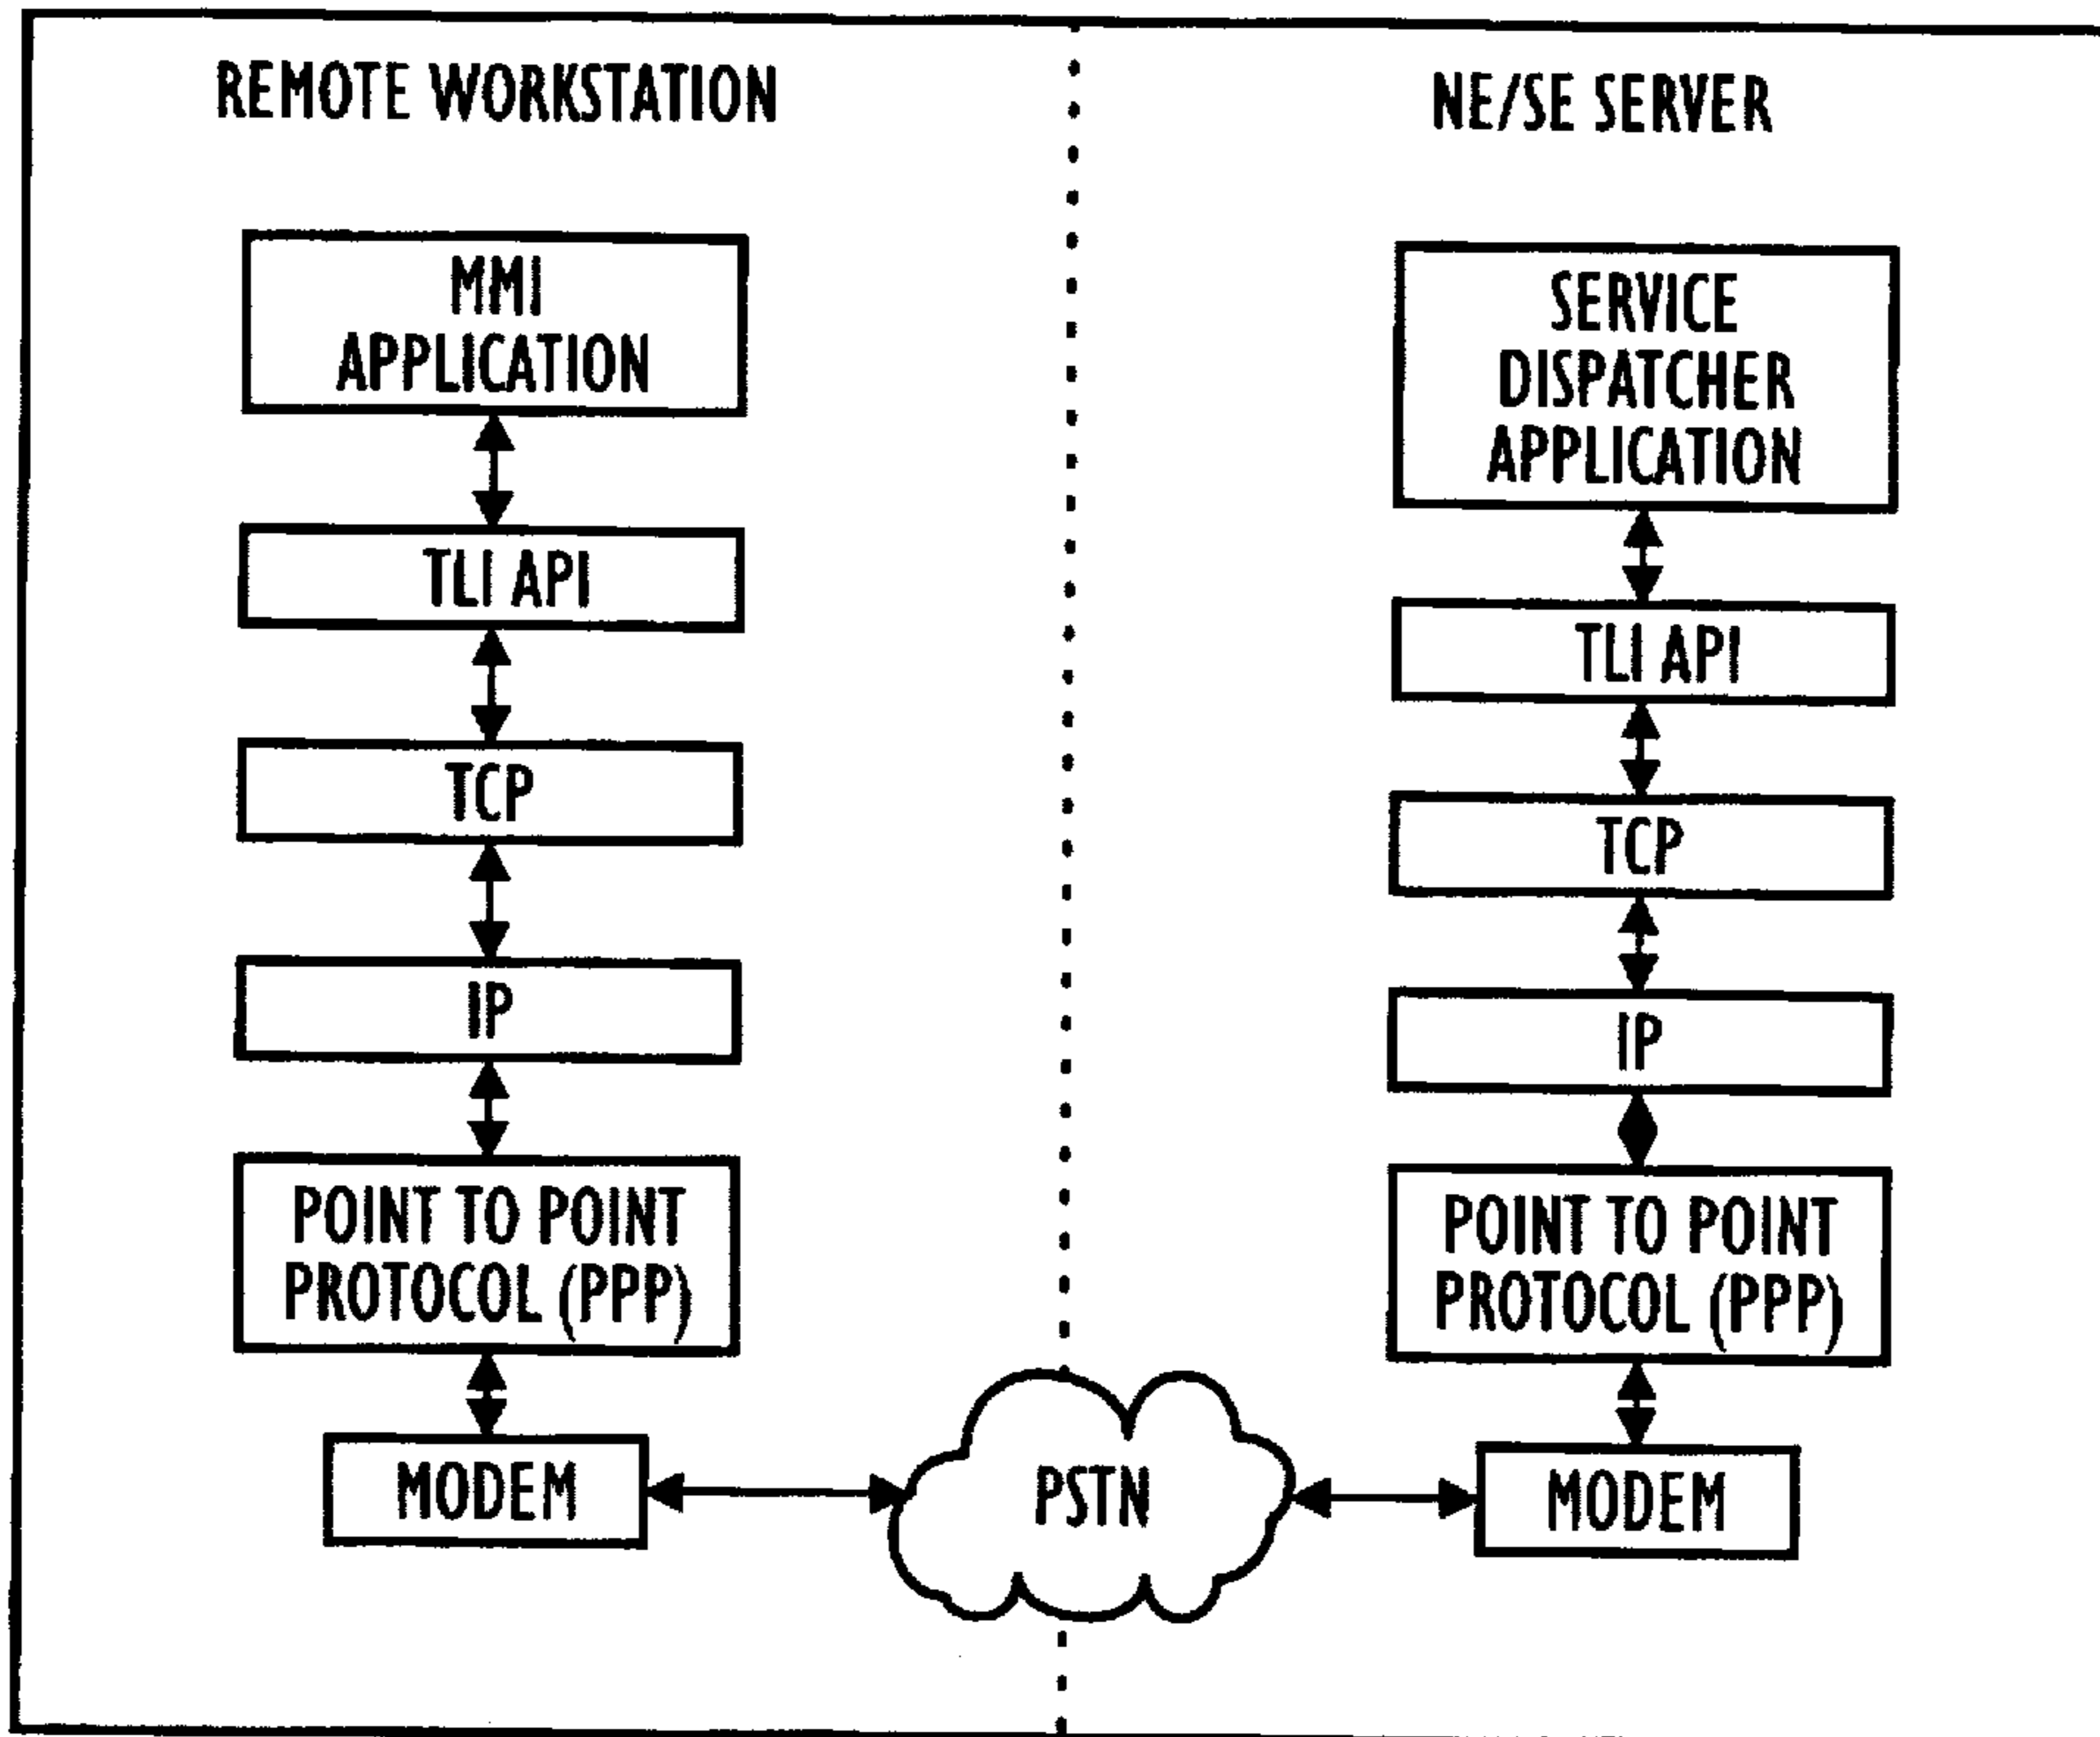 REMOTE WORKSTATION
MMI
APPLICATION
TLI API
TCP
IP
POINT TO POINT
PROTOCOL (PPP)
MODEM
PSTN
NE/SE SERVER
SERVICE
DISPATCHER
APPLICATION
TLI API
TCP
IP
POINT TO POINT
PROTOCOL (PPP)
MODEM